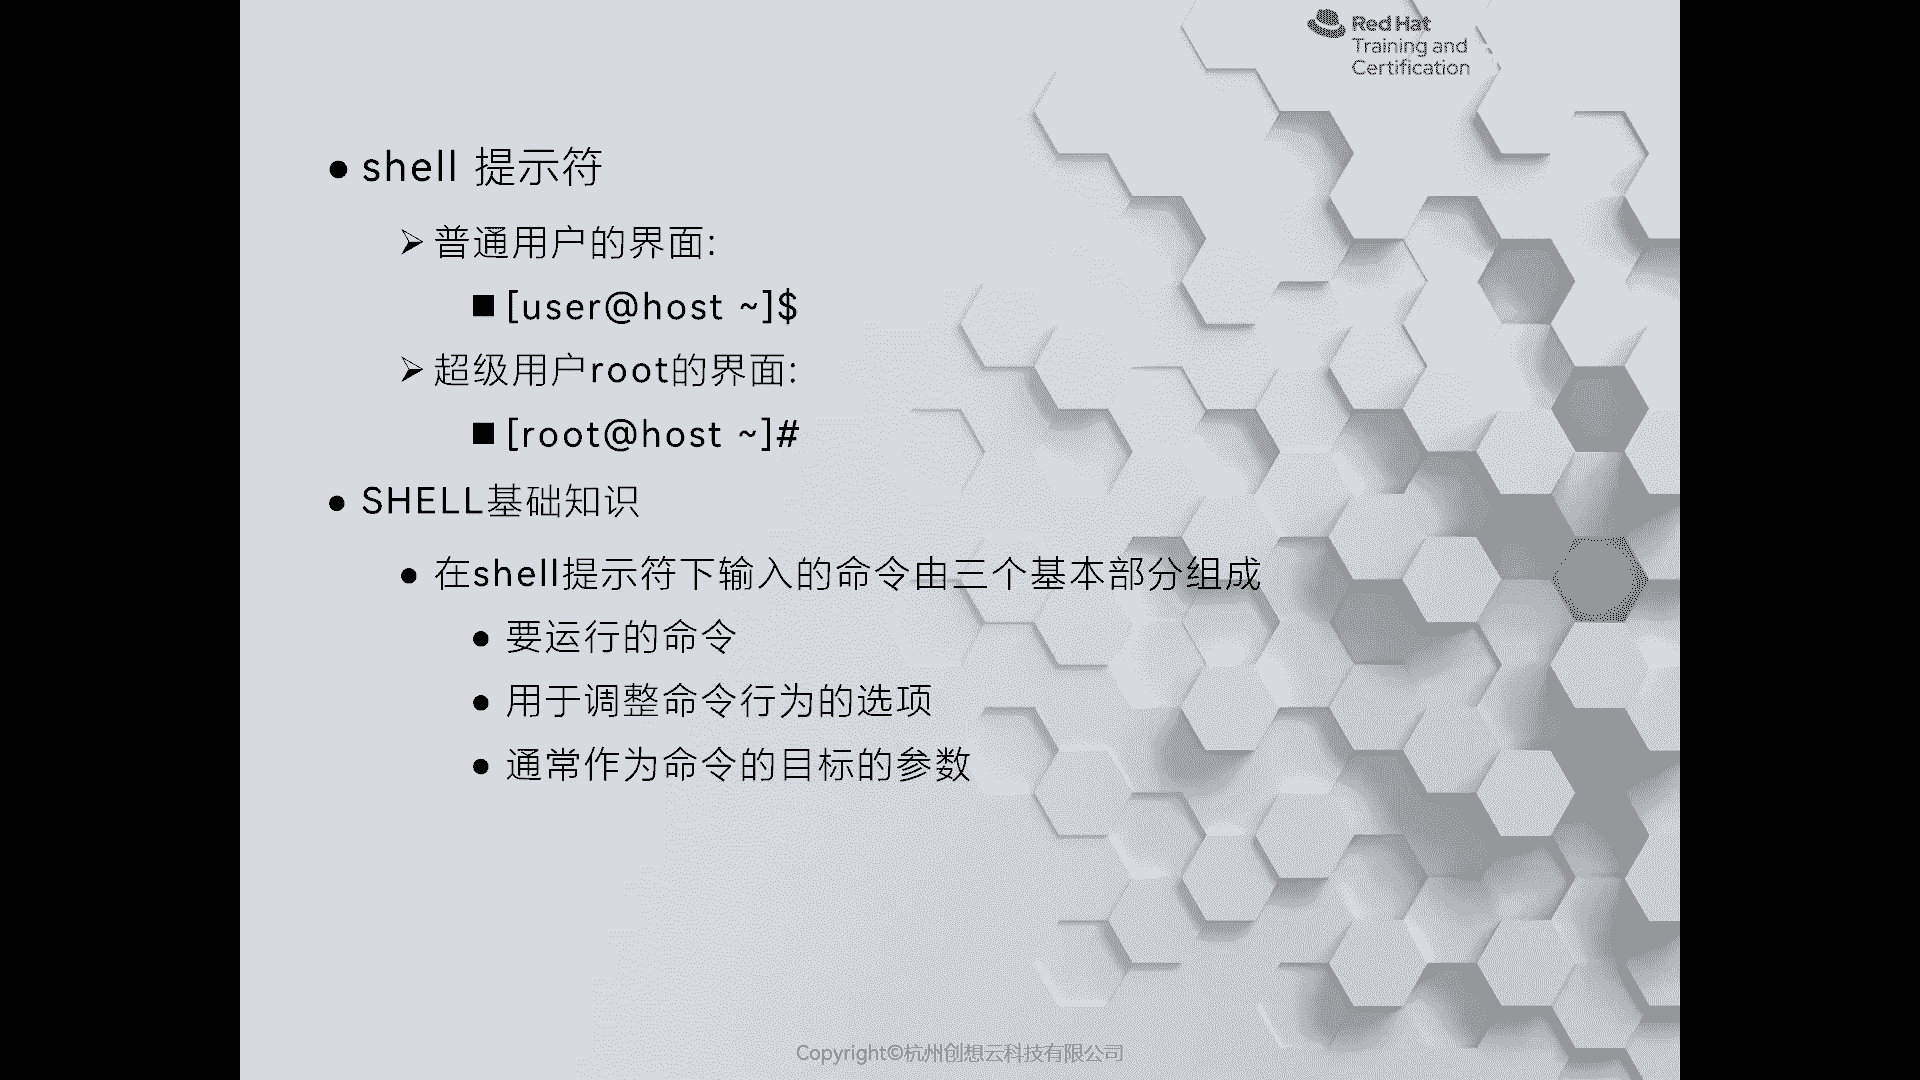 Red Hat
Training and
Certification
shell 提示符
普通用户的界面:
[user@host ~]$
超级用户root的界面:
[root@host ~]#
SHELL基础知识
在shell提示符下输入的命令由三个基本部分组成
要运行的命令
用于调整命令行为的选项
通常作为命令的目标的参数
Copyright©杭州创想云科技有限公司